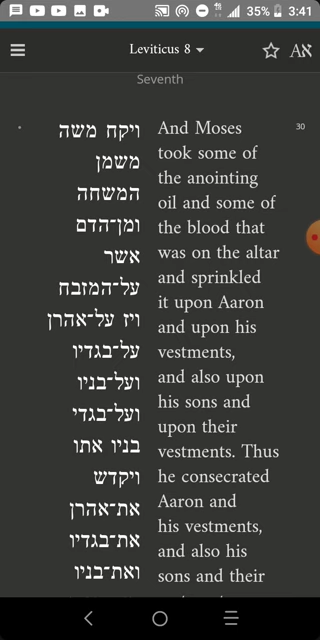 35% 3:41
Leviticus 8
Seventh
ויקח משה
משמן
המשחה
ומן־הדם
אשר
על־המזבח
ויז על־אהרן
על־בגדיו
ועל־בניו
ועל־בגדי
בניו אתו
ויקדש
את־אהרן
את־בגדיו
ואת־בניו
30
And Moses
took some of
the anointing
oil and some of
the blood that
was on the altar
and sprinkled
it upon Aaron
and upon his
vestments,
and also upon
his sons and
upon their
vestments. Thus
he consecrated
Aaron and
his vestments,
and also his
sons and their